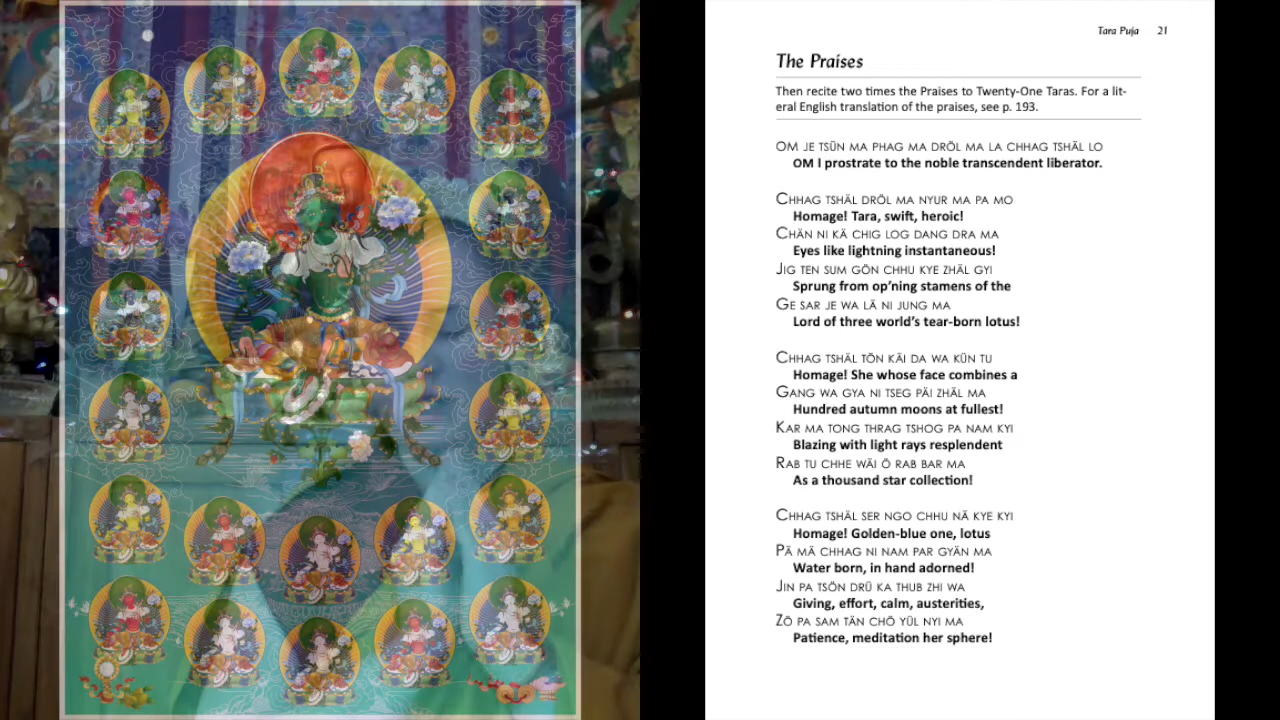 Tara Puja 21
The Praises
Then recite two times the Praises to Twenty-One Taras. For a lit-
eral English translation of the praises, see p. 193.
OM JE TSÜN MA PHAG MA DRÖL MA LA CHHAG TSHÄL LO
OM I prostrate to the noble transcendent liberator.
CHHAG TSHÄL DRÖL MA NYUR MA PA MO
Homage! Tara, swift, heroic!
CHÄN NI KÄ CHIG LOG DANG DRA MA
Eyes like lightning instantaneous!
JIG TEN SUM GÖN CHHU KYE ZHÄL GYI
Sprung from op'ning stamens of the
GE SAR JE WA LÄ NI JUNG MA
Lord of three world's tear-born lotus!
CHHAG TSHÄL TÖN KÄI DA WA KÜN TU
Homage! She whose face combines a
GANG WA GYA NI TSEG PÄI ZHÄL MA
Hundred autumn moons at fullest!
KAR MA TONG THRAG TSHOG PA NAM KYI
Blazing with light rays resplendent
RAB TU CHHE WÄI Ö RAB BAR MA
As a thousand star collection!
CHHAG TSHÄL SER NGO CHHU NÄ KYE KYI
Homage! Golden-blue one, lotus
PÄ MÄ CHHAG NI NAM PAR GYÄN MA
Water born, in hand adorned!
JIN PA TSÖN DRÜ KA THUB ZHI WA
Giving, effort, calm, austerities,
ZÖ PA SAM TÄN CHÖ YÜL NYI MA
Patience, meditation her sphere!